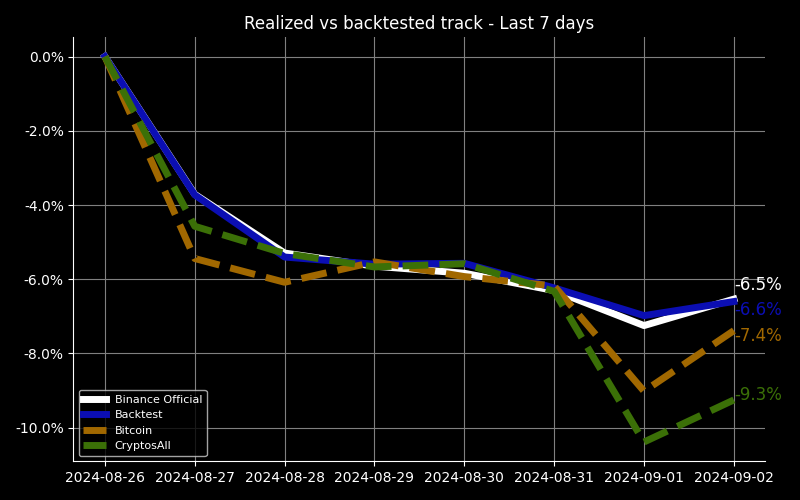 Realized vs backtested track - Last 7 days
0.0%
-2.0%
-4.0%
-6.0%
-8.0%
-10.0%
-6.5%
-6.6%
-7.4%
-9.3%
Binance Official
Backtest
Bitcoin
CryptosAll
2024-08-26 2024-08-27 2024-08-28 2024-08-29 2024-08-30 2024-08-31 2024-09-01 2024-09-02